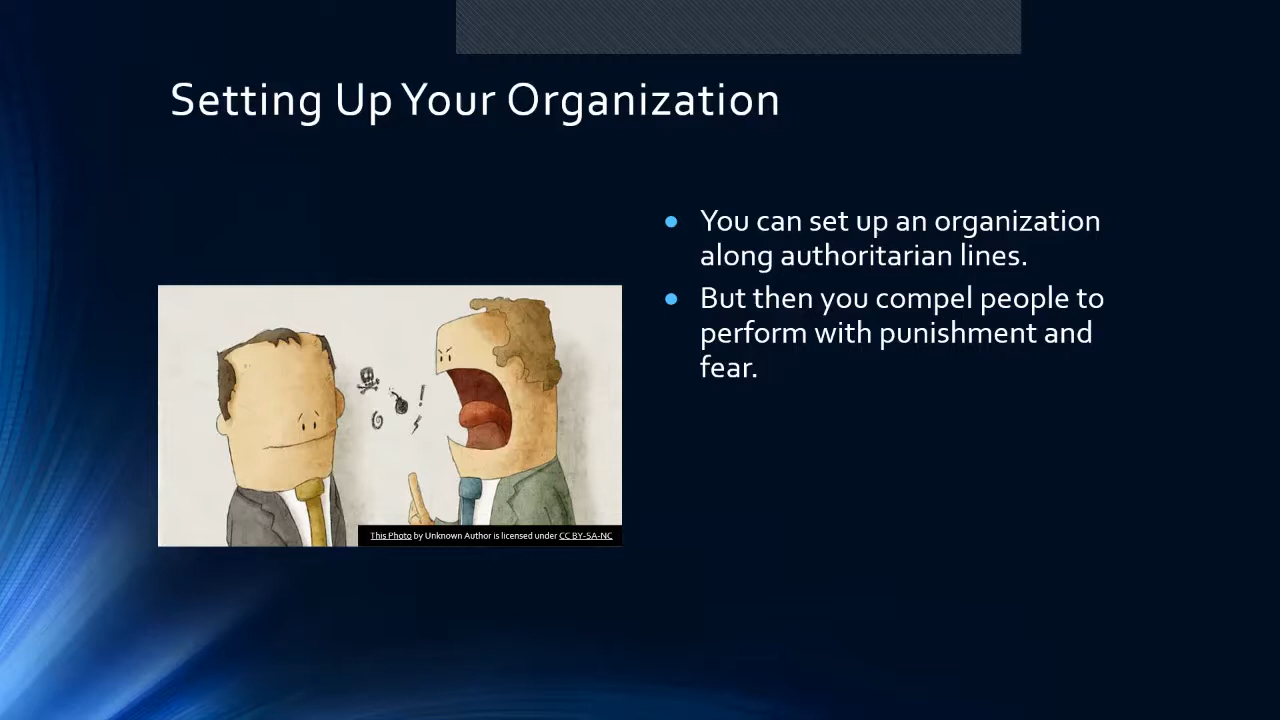 Setting Up Your Organization
You can set up an organization
along authoritarian lines.
But then you compel people to
perform with punishment and
fear.
This Photo by Unknown Author is licensed under CC BY-SA-NC